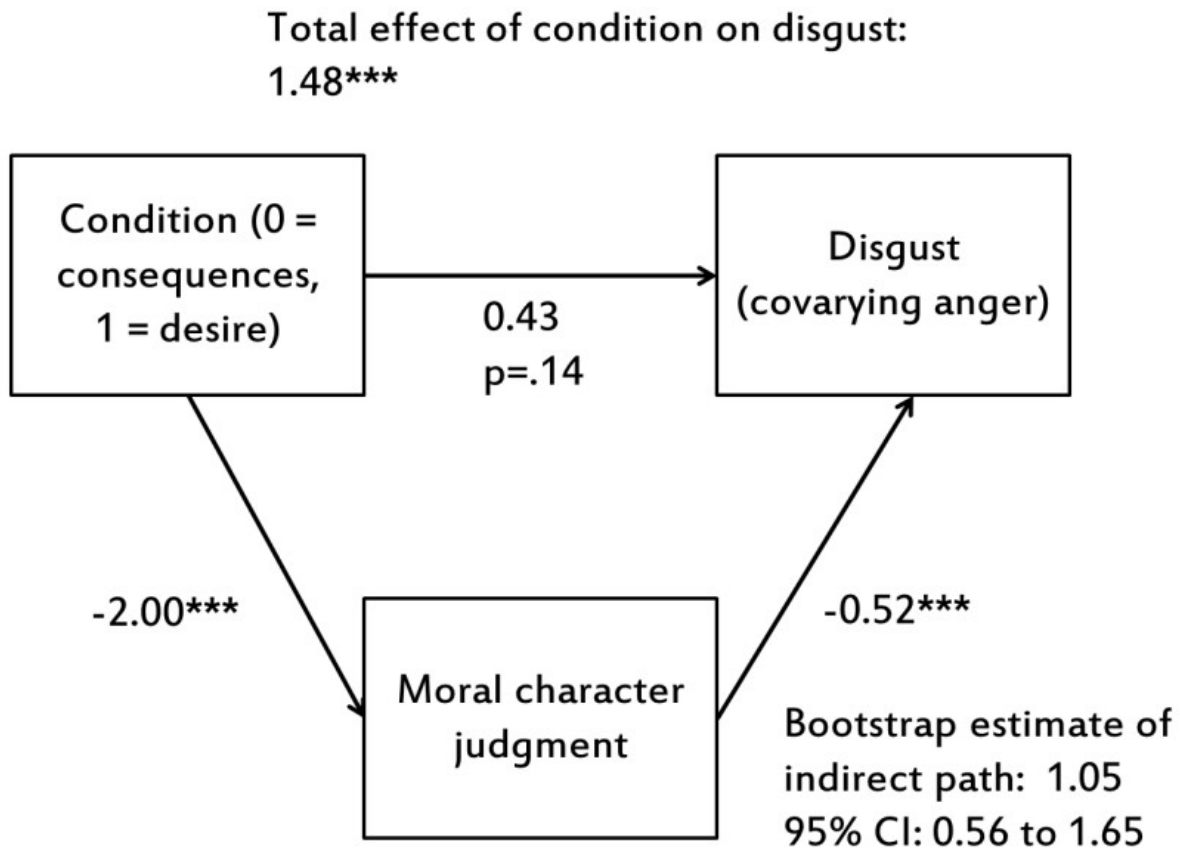 Total effect of condition on disgust:
1.48***
Condition (0 =
consequences,
1 = desire)
Disgust
(covarying anger)
0.43
p=.14
-2.00***
-0.52***
Moral character
judgment
Bootstrap estimate of
indirect path:  1.05
95% CI: 0.56 to 1.65